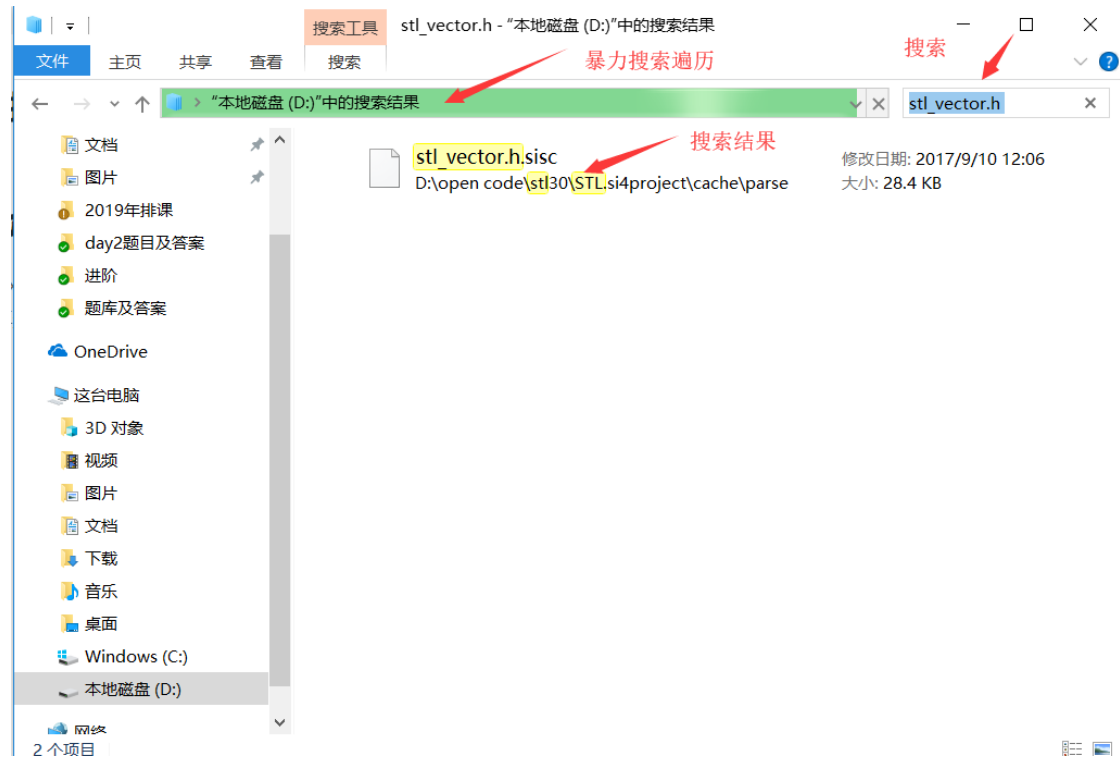 搜索工具
stl_vector.h - “本地磁盘 (D:)”中的搜索结果
文件
主页
共享
查看
搜索
暴力搜索遍历
搜索
“本地磁盘 (D:)”中的搜索结果
stl_vector.h
搜索结果
stl_vector.h.sisc
D:\open code\stl30\STL.si4project\cache\parse
修改日期: 2017/9/10 12:06
大小: 28.4 KB
文档
图片
2019年排课
day2题目及答案
进阶
题库及答案
OneDrive
这台电脑
3D 对象
视频
图片
文档
下载
音乐
桌面
Windows (C:)
本地磁盘 (D:)
网络
2 个项目